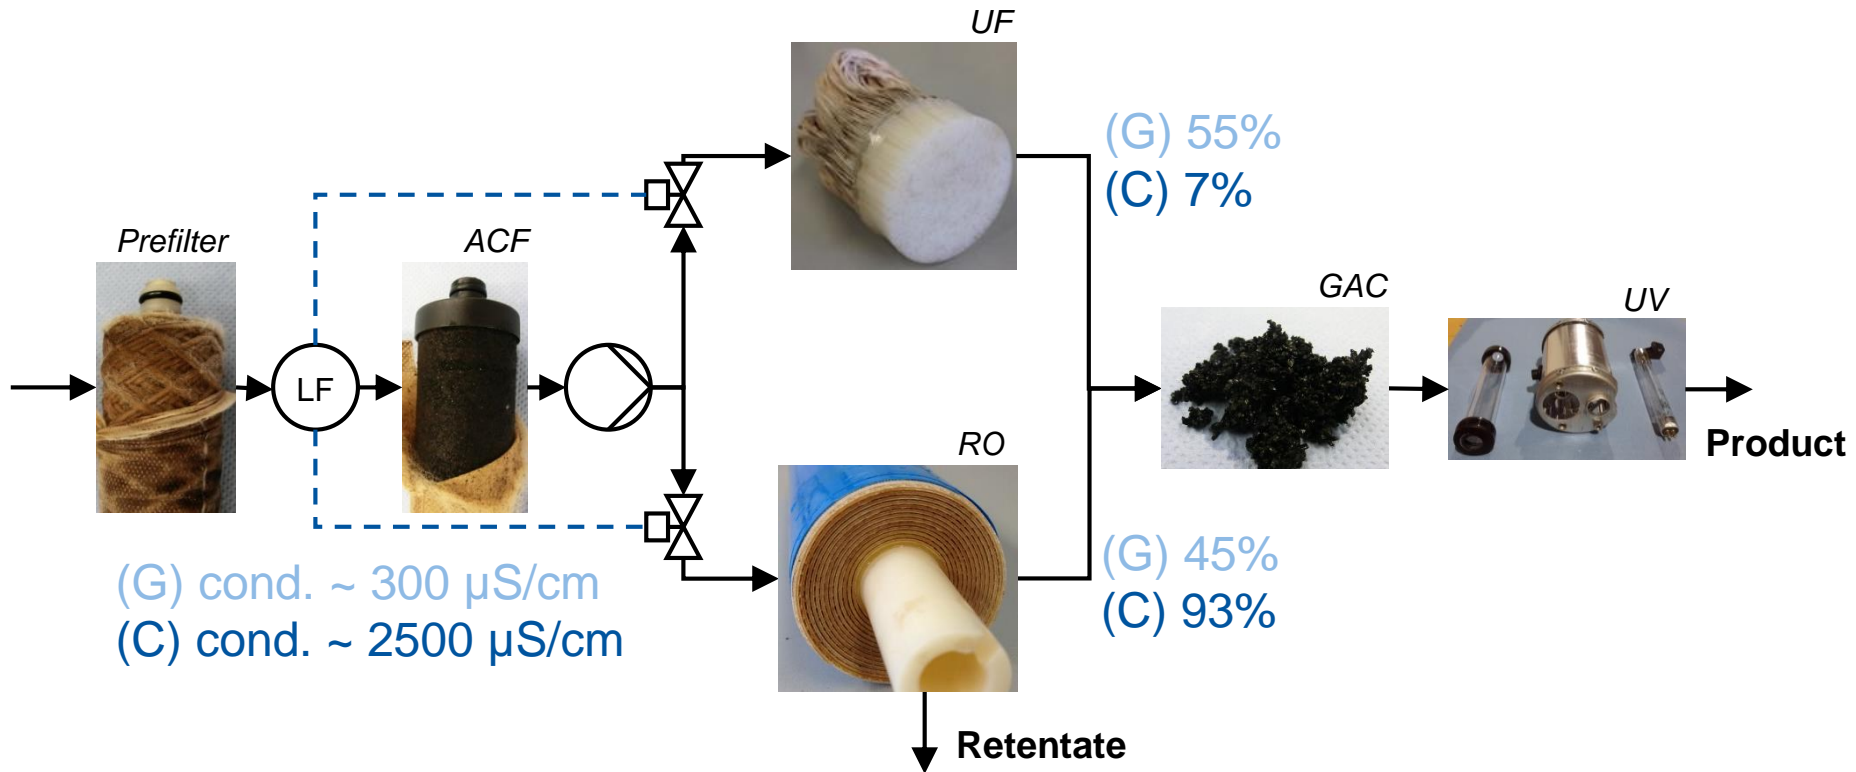 UF
(G) 55%
(C) 7%
Prefilter
ACF
GAC
UV
LF
Product
RO
(G) 45%
(C) 93%
(G) cond. ~ 300 µS/cm
(C) cond. ~ 2500 µS/cm
Retentate